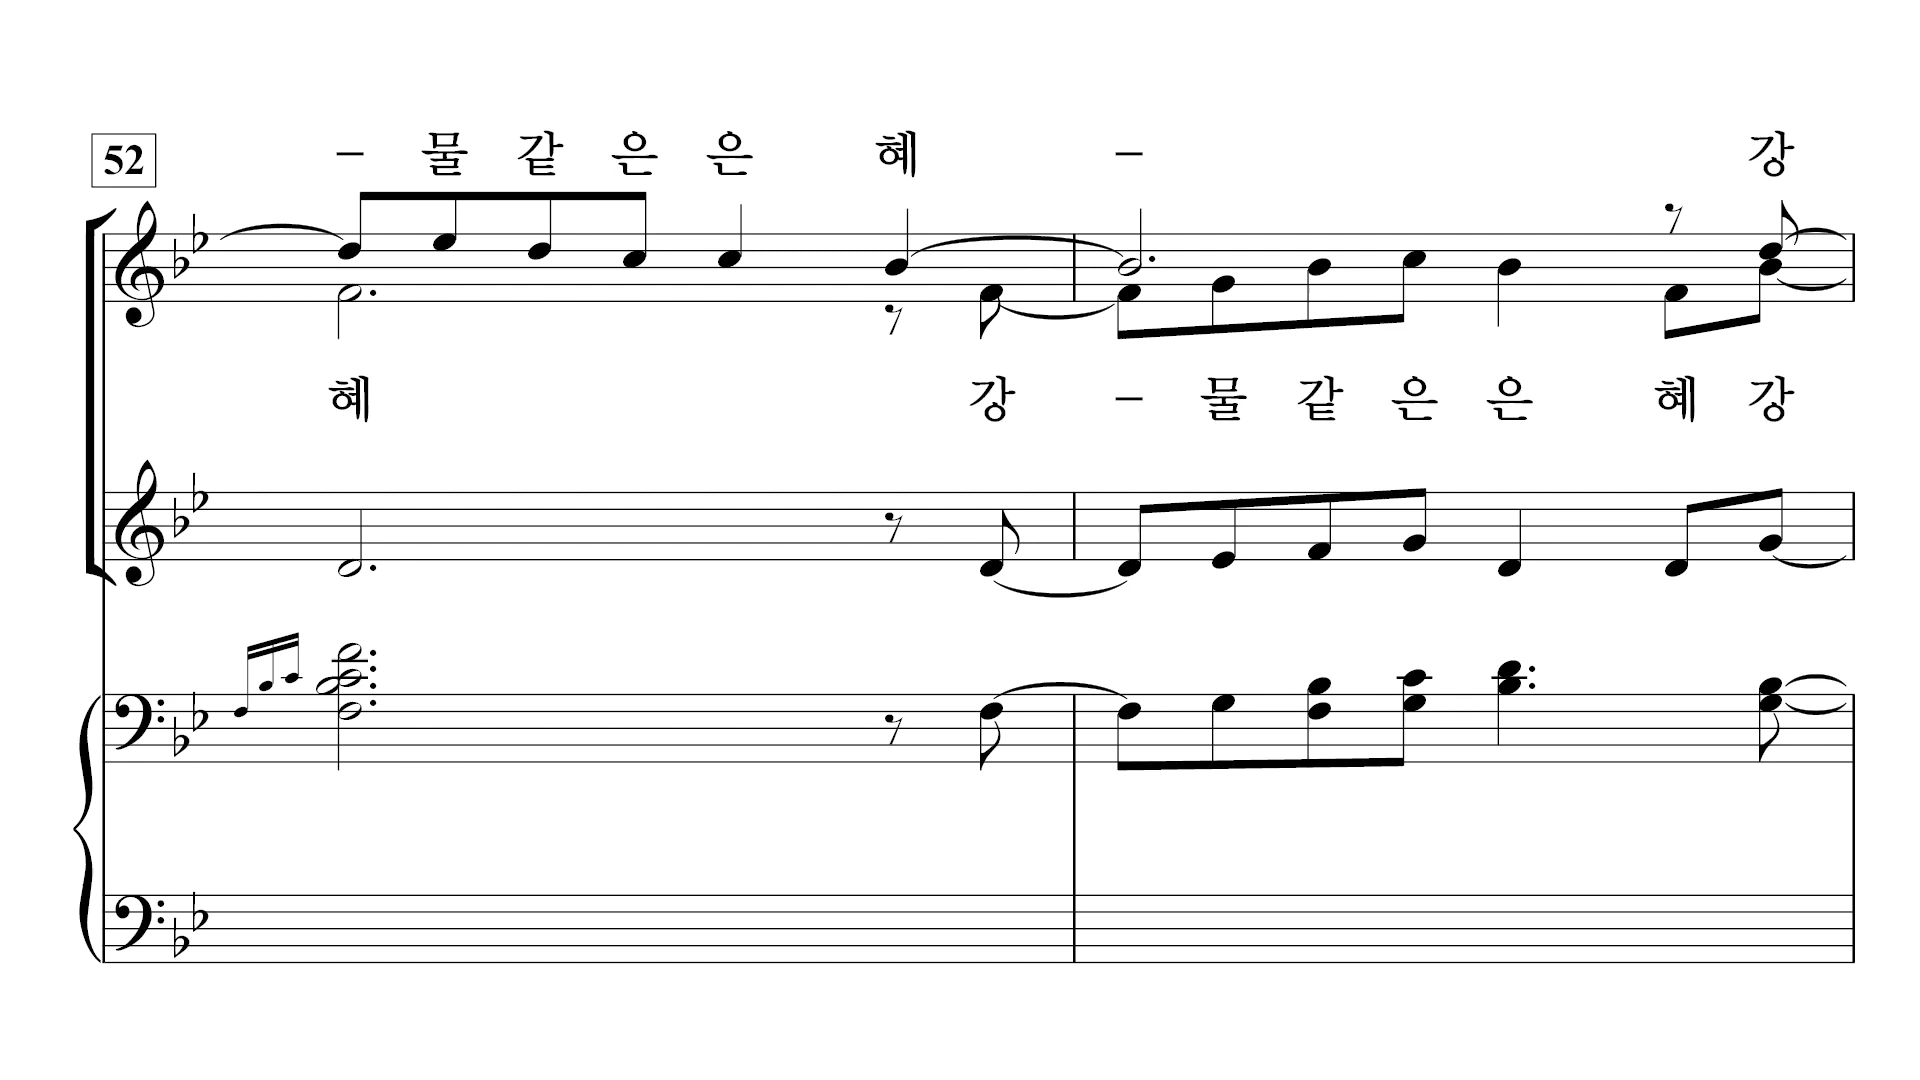 52
– 물 같 은 은 혜 – 강
혜 강 – 물 같 은 은 혜 강